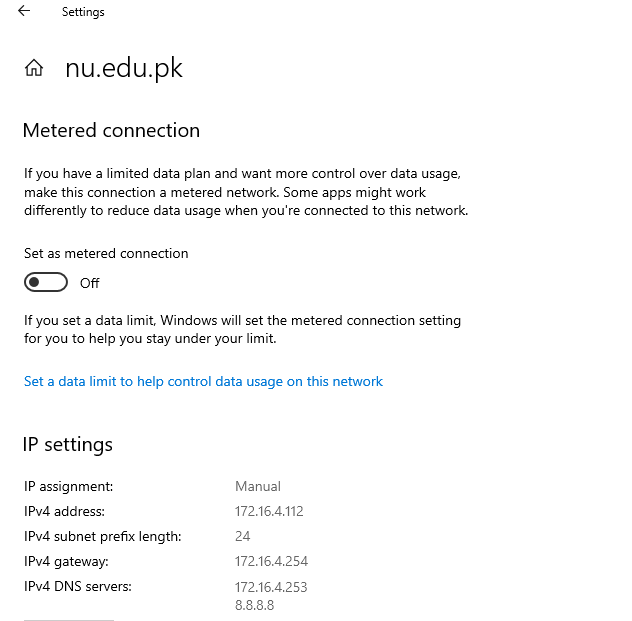 Settings
nu.edu.pk
Metered connection
If you have a limited data plan and want more control over data usage,
make this connection a metered network. Some apps might work
differently to reduce data usage when you're connected to this network.
Set as metered connection
Off
If you set a data limit, Windows will set the metered connection setting
for you to help you stay under your limit.
Set a data limit to help control data usage on this network
IP settings
IP assignment: Manual
IPv4 address: 172.16.4.112
IPv4 subnet prefix length: 24
IPv4 gateway: 172.16.4.254
IPv4 DNS servers: 172.16.4.253
8.8.8.8